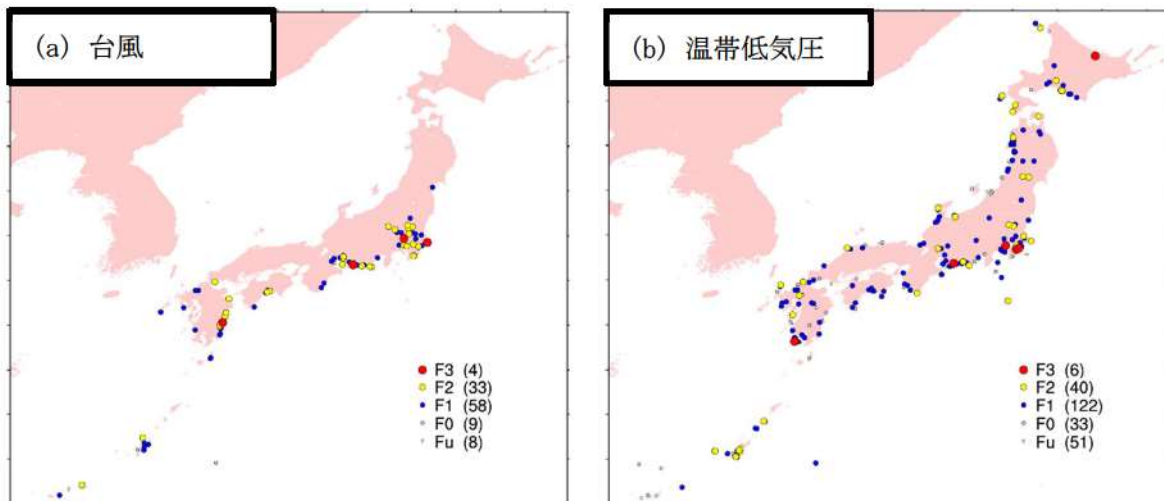 (a) 台風
F3 (4)
F2 (33)
F1 (58)
F0 (9)
Fu (8)
(b) 温帯低気圧
F3 (6)
F2 (40)
F1 (122)
F0 (33)
Fu (51)